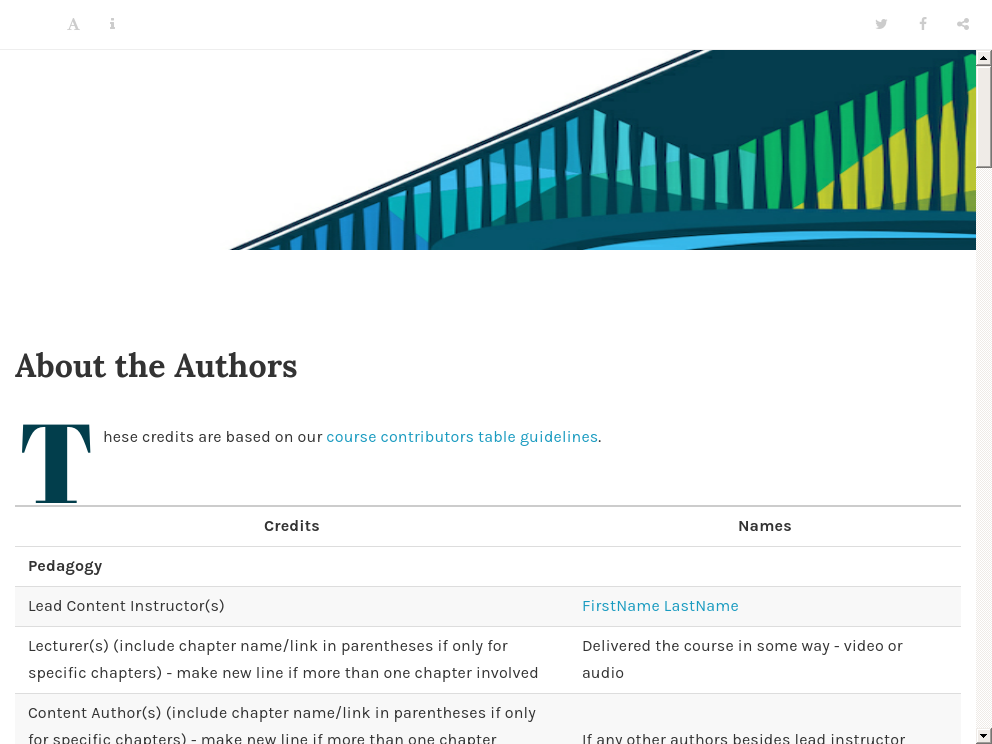 About the Authors
These credits are based on our course contributors table guidelines.
Credits Names
Pedagogy
Lead Content Instructor(s) FirstName LastName
Lecturer(s) (include chapter name/link in parentheses if only for Delivered the course in some way - video or
specific chapters) - make new line if more than one chapter involved audio
Content Author(s) (include chapter name/link in parentheses if only
for specific chapters) - make new line if more than one chapter If any other authors besides lead instructor